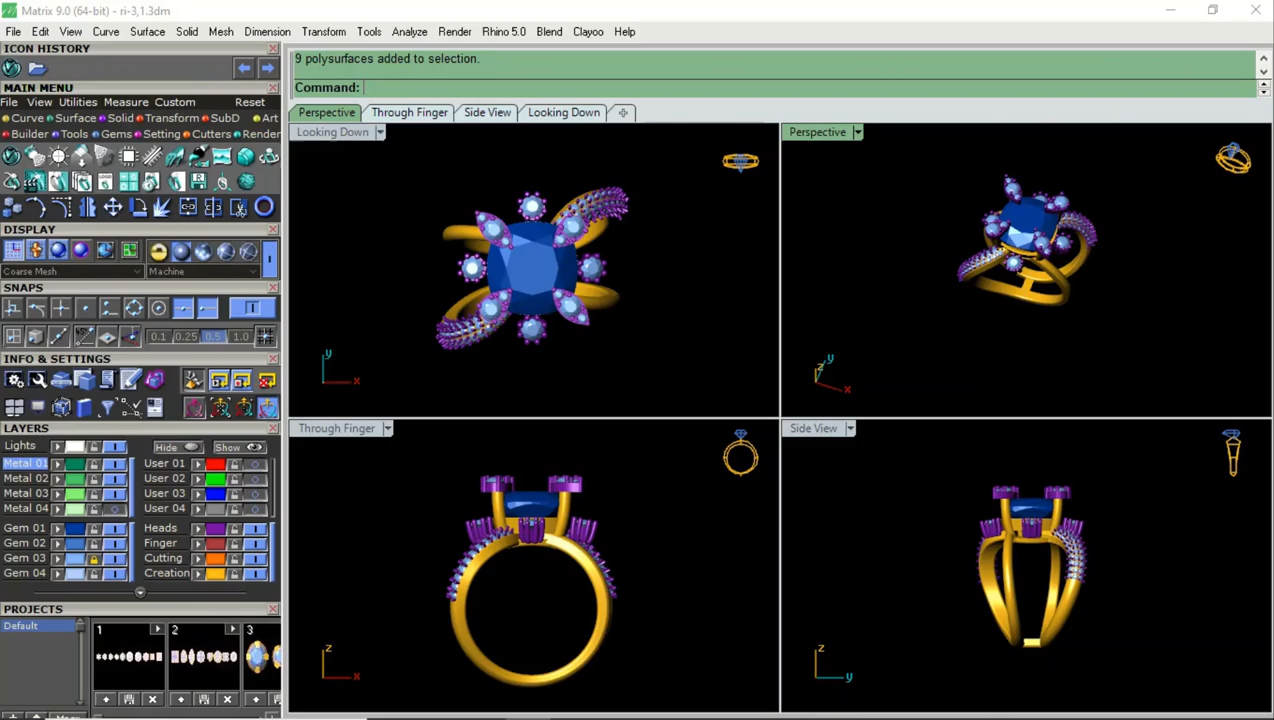 Matrix 9.0 (64-bit) - ri-3,1.3dm
File Edit View Curve Surface Solid Mesh Dimension Transform Tools Analyze Render Rhino 5.0 Blend Clayoo Help
ICON HISTORY
9 polysurfaces added to selection.
Command:
MAIN MENU
File View Utilities Measure Custom Reset
Curve Surface Solid Transform SubD Art
Builder Tools Gems Setting Cutters Render
Perspective Through Finger Side View Looking Down
Looking Down
Perspective
DISPLAY
Coarse Mesh Machine
SNAPS
0.1 0.25 0.5 1.0
INFO & SETTINGS
LAYERS
Lights Hide Show
Metal 01 User 01
Metal 02 User 02
Metal 03 User 03
Metal 04 User 04
Gem 01 Heads
Gem 02 Finger
Gem 03 Cutting
Gem 04 Creation
PROJECTS
Default
1 2 3
y
x
z
y
x
Through Finger
Side View
z
x
z
y